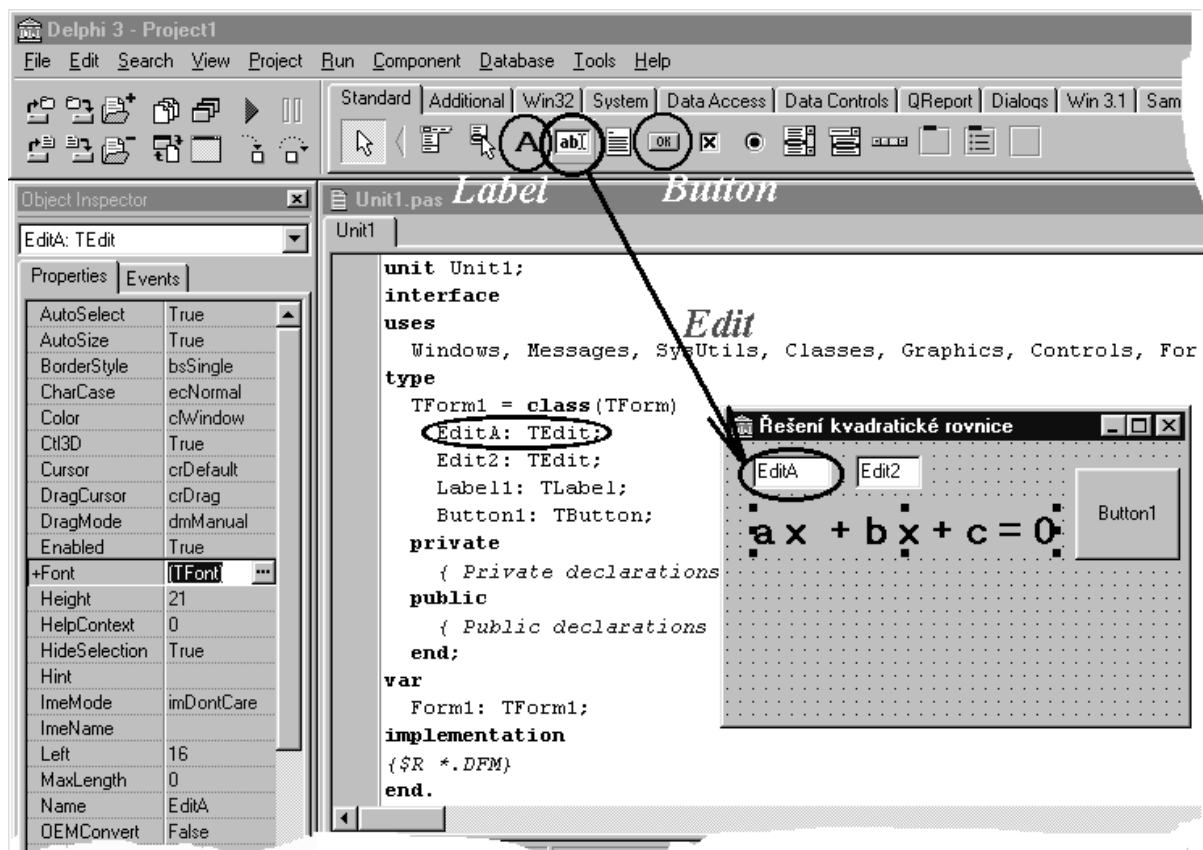 Delphi 3 - Project1
File Edit Search View Project Run Component Database Tools Help
Standard Additional Win32 System Data Access Data Controls QReport Dialogs Win 3.1 Sam
A ab OK
Label Button
Object Inspector
EditA: TEdit
Properties Events
AutoSelect True
AutoSize True
BorderStyle bsSingle
CharCase ecNormal
Color clWindow
Ctl3D True
Cursor crDefault
DragCursor crDrag
DragMode dmManual
Enabled True
+Font (TFont) ...
Height 21
HelpContext 0
HideSelection True
Hint
ImeMode imDontCare
ImeName
Left 16
MaxLength 0
Name EditA
OEMConvert False
Unit1.pas
Unit1
unit Unit1;
interface
uses
Edit
Windows, Messages, SysUtils, Classes, Graphics, Controls, For
type
TForm1 = class(TForm)
EditA: TEdit;
Edit2: TEdit;
Label1: TLabel;
Button1: TButton;
private
{ Private declarations
public
{ Public declarations
end;
var
Form1: TForm1;
implementation
{$R *.DFM}
end.
Řešení kvadratické rovnice
EditA Edit2
Button1
a x + b x + c = 0